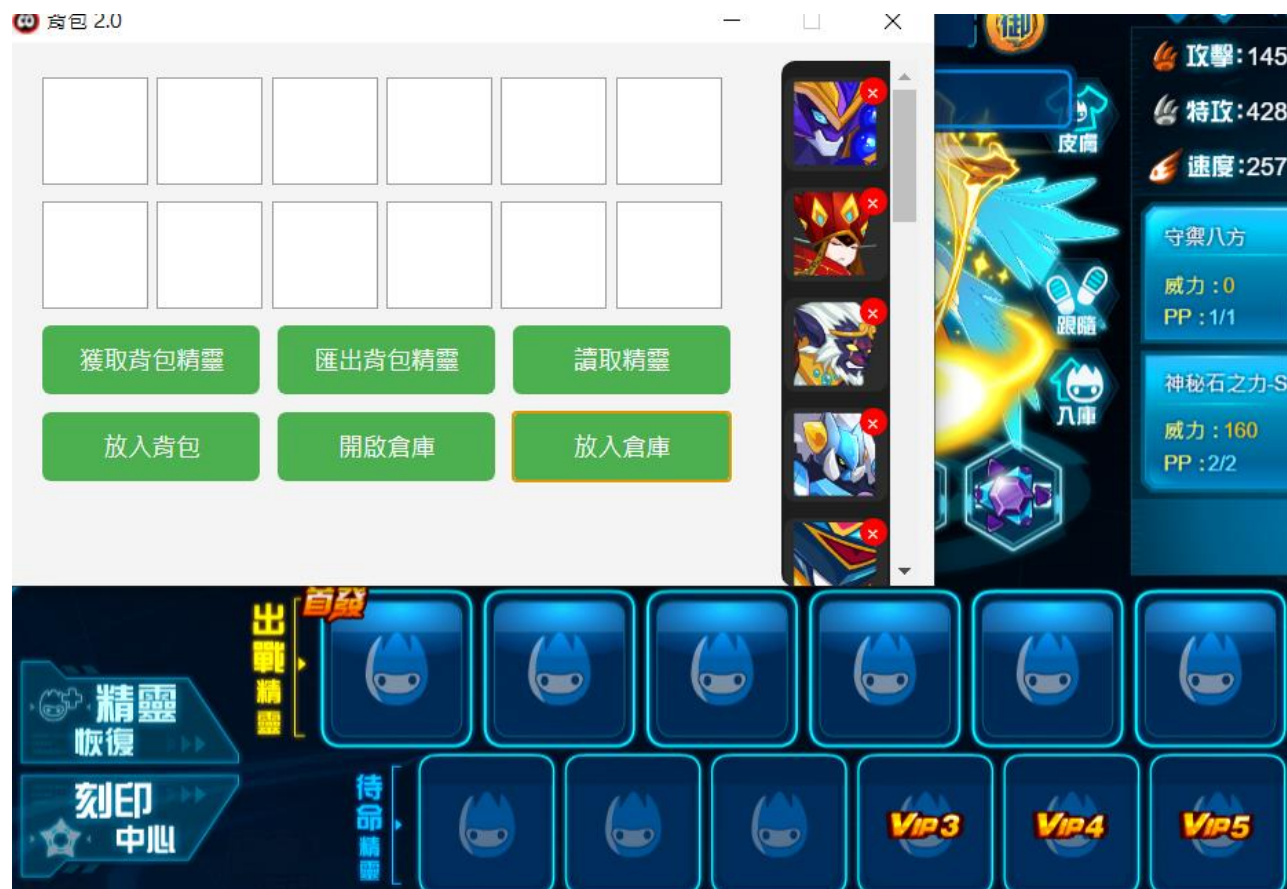 背包 2.0
獲取背包精靈
匯出背包精靈
讀取精靈
放入背包
開啟倉庫
放入倉庫
御
皮膚
跟隨
入庫
攻擊:145
特攻:428
速度:257
守禦八方
威力:0
PP:1/1
神秘石之力-S
威力:160
PP:2/2
首發
出戰精靈
精靈
恢復
刻印
中心
待命精靈
VIP3
VIP4
VIP5